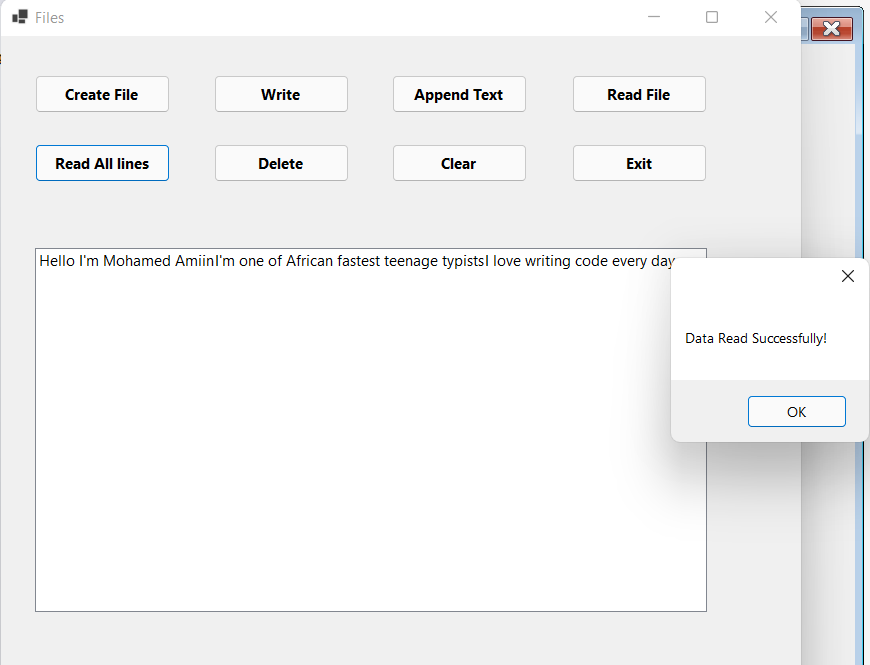 Files
Create File
Write
Append Text
Read File
Read All lines
Delete
Clear
Exit
Hello I'm Mohamed AmiinI'm one of African fastest teenage typistsI love writing code every day
Data Read Successfully!
OK